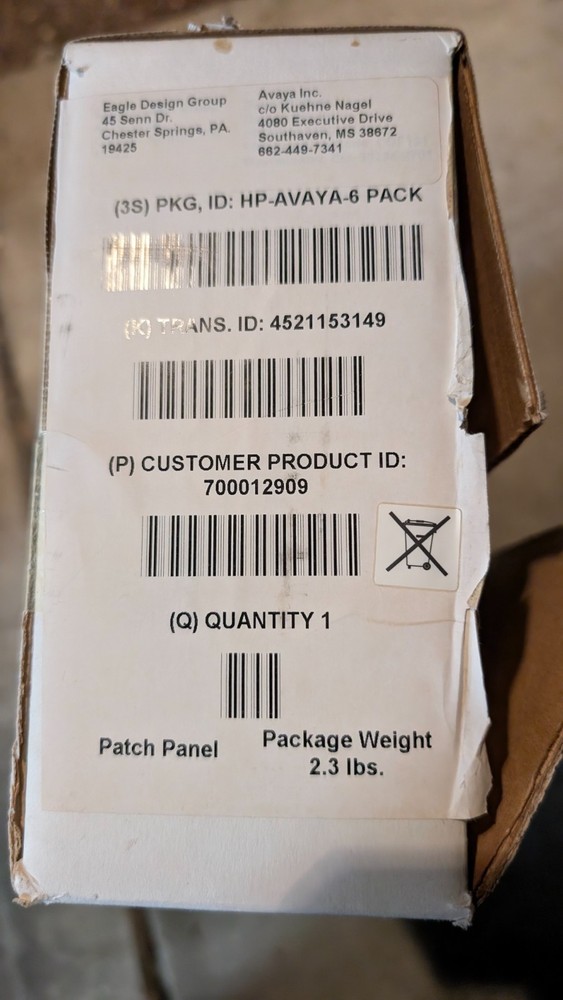 Eagle Design Group
45 Senn Dr.
Chester Springs, PA.
19425
Avaya Inc.
c/o Kuehne Nagel
4080 Executive Drive
Southaven, MS 38672
662-449-7341
(3S) PKG, ID: HP-AVAYA-6 PACK
(K) TRANS. ID: 4521153149
(P) CUSTOMER PRODUCT ID:
700012909
(Q) QUANTITY 1
Patch Panel
Package Weight
2.3 lbs.